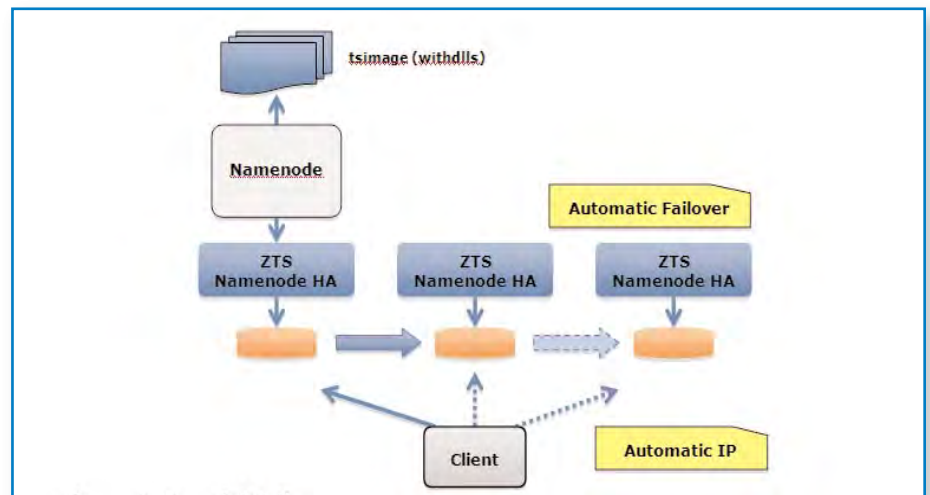 tsimage (withdlls)
Namenode
Automatic Failover
ZTS
Namenode HA
ZTS
Namenode HA
ZTS
Namenode HA
Client
Automatic IP